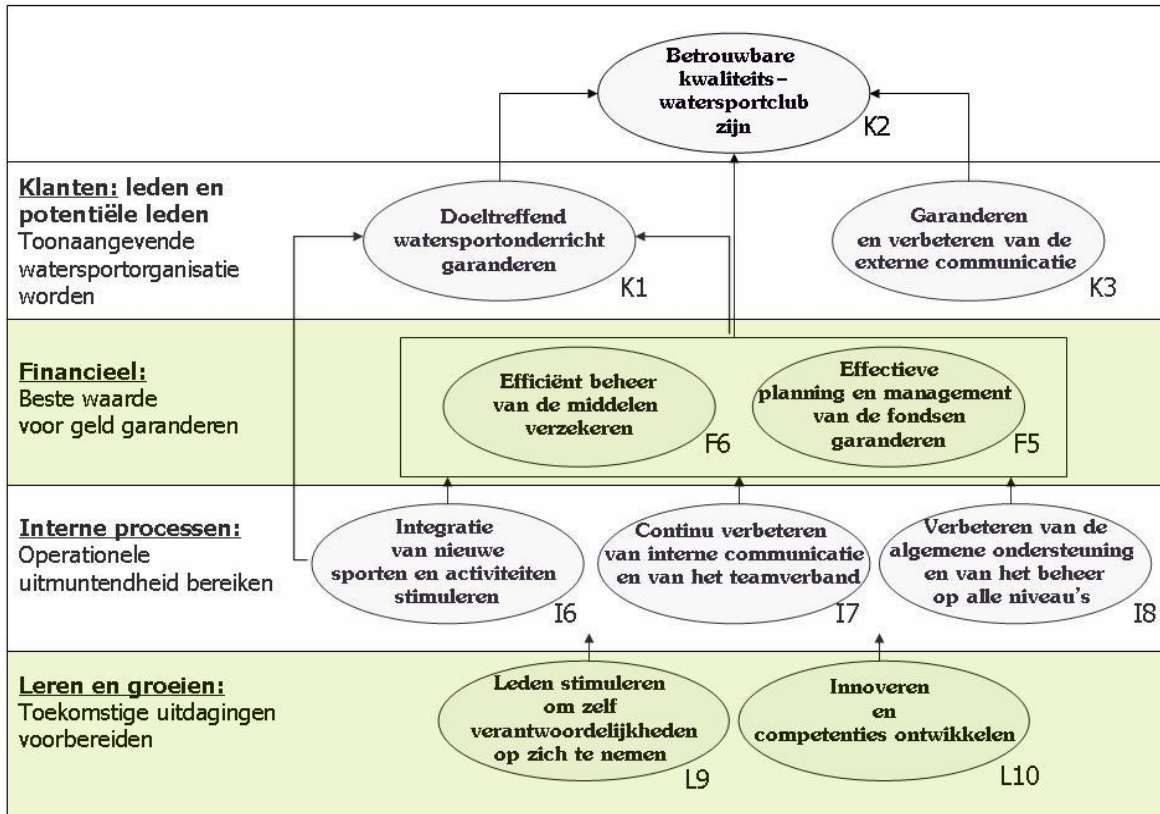 Betrouwbare
kwaliteits-
watersportclub
zijn
K2
Klanten: leden en
potentiële leden
Toonaangevende
watersportorganisatie
worden
Doeltreffend
watersportonderricht
garanderen
K1
Garanderen
en verbeteren van de
externe communicatie
K3
Financieel:
Beste waarde
voor geld garanderen
Efficiënt beheer
van de middelen
verzekeren
F6
Effectieve
planning en management
van de fondsen
garanderen
F5
Interne processen:
Operationele
uitmuntendheid bereiken
Integratie
van nieuwe
sporten en activiteiten
stimuleren
I6
Continu verbeteren
van interne communicatie
en van het teamverband
I7
Verbeteren van de
algemene ondersteuning
en van het beheer
op alle niveau's
I8
Leren en groeien:
Toekomstige uitdagingen
voorbereiden
Leden stimuleren
om zelf
verantwoordelijkheden
op zich te nemen
L9
Innoveren
en
competenties ontwikkelen
L10